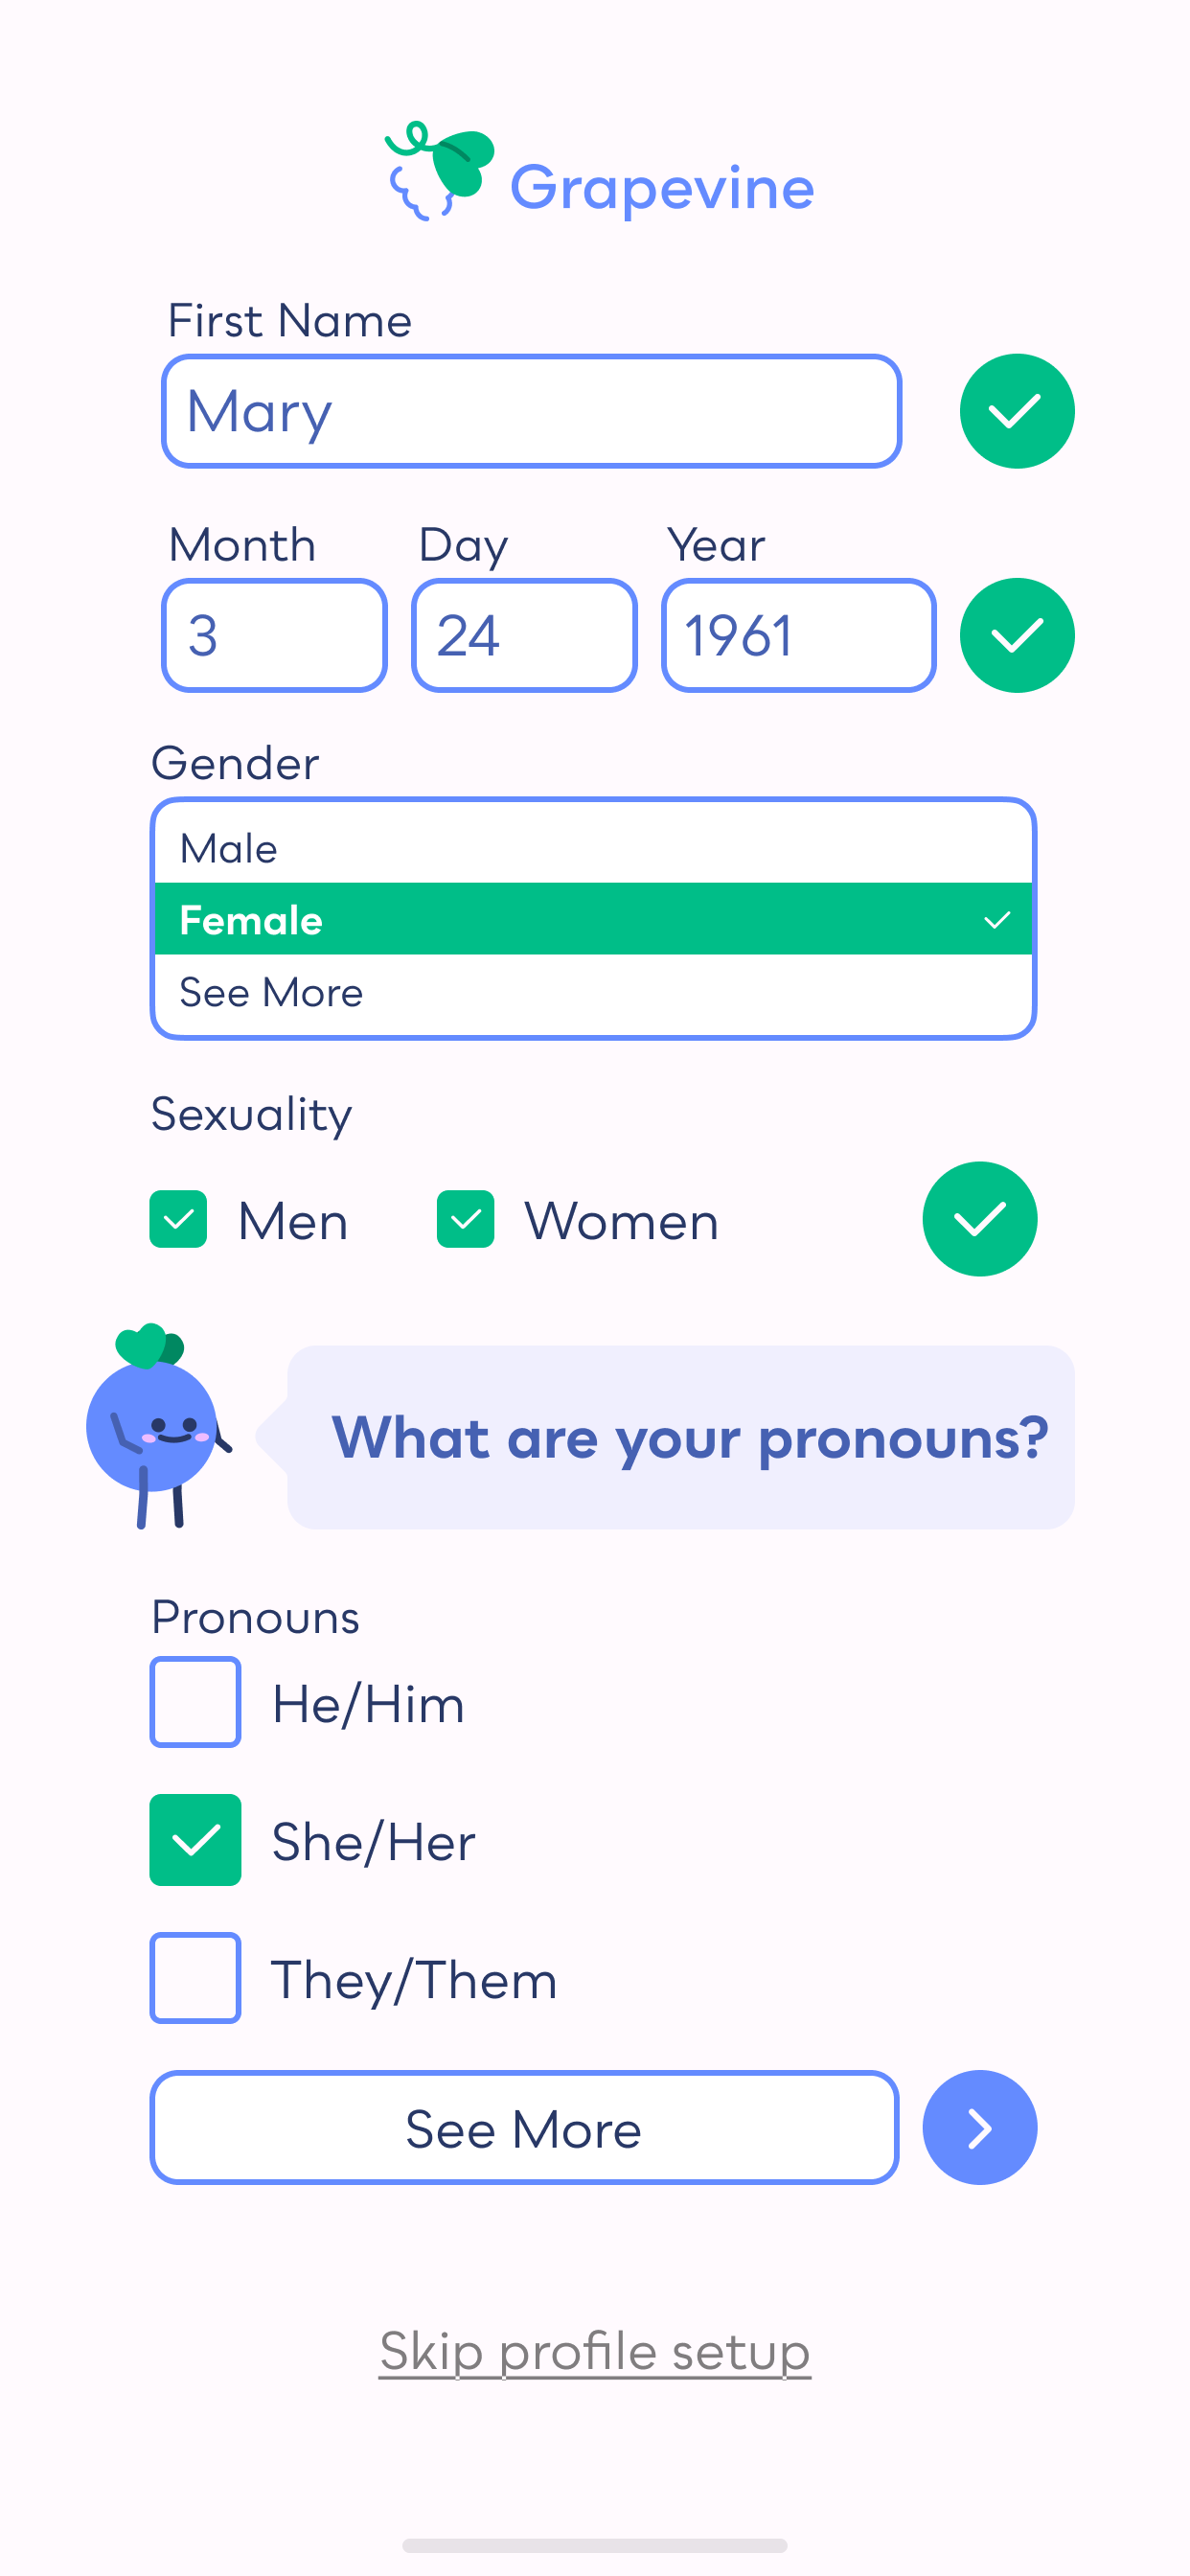 Grapevine
First Name
Mary
Month Day Year
3 24 1961
Gender
Male
Female
See More
Sexuality
Men Women
What are your pronouns?
Pronouns
He/Him
She/Her
They/Them
See More
Skip profile setup